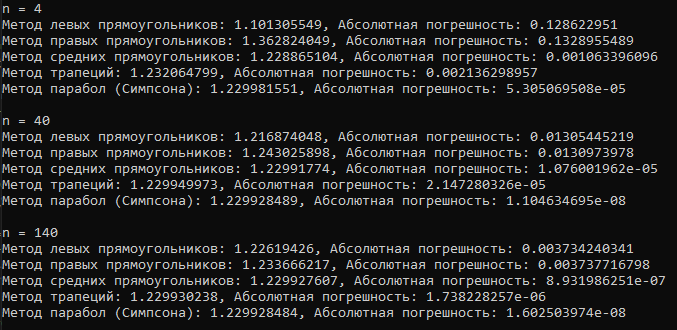 n = 4
Метод левых прямоугольников: 1.101305549, Абсолютная погрешность: 0.128622951
Метод правых прямоугольников: 1.362824049, Абсолютная погрешность: 0.1328955489
Метод средних прямоугольников: 1.228865104, Абсолютная погрешность: 0.001063396096
Метод трапеций: 1.232064799, Абсолютная погрешность: 0.002136298957
Метод парабол (Симпсона): 1.229981551, Абсолютная погрешность: 5.305069508e-05
n = 40
Метод левых прямоугольников: 1.216874048, Абсолютная погрешность: 0.01305445219
Метод правых прямоугольников: 1.243025898, Абсолютная погрешность: 0.0130973978
Метод средних прямоугольников: 1.22991774, Абсолютная погрешность: 1.076001962e-05
Метод трапеций: 1.229949973, Абсолютная погрешность: 2.147280326e-05
Метод парабол (Симпсона): 1.229928489, Абсолютная погрешность: 1.104634695e-08
n = 140
Метод левых прямоугольников: 1.22619426, Абсолютная погрешность: 0.003734240341
Метод правых прямоугольников: 1.233666217, Абсолютная погрешность: 0.003737716798
Метод средних прямоугольников: 1.229927607, Абсолютная погрешность: 8.931986251e-07
Метод трапеций: 1.229930238, Абсолютная погрешность: 1.738228257e-06
Метод парабол (Симпсона): 1.229928484, Абсолютная погрешность: 1.602503974e-08